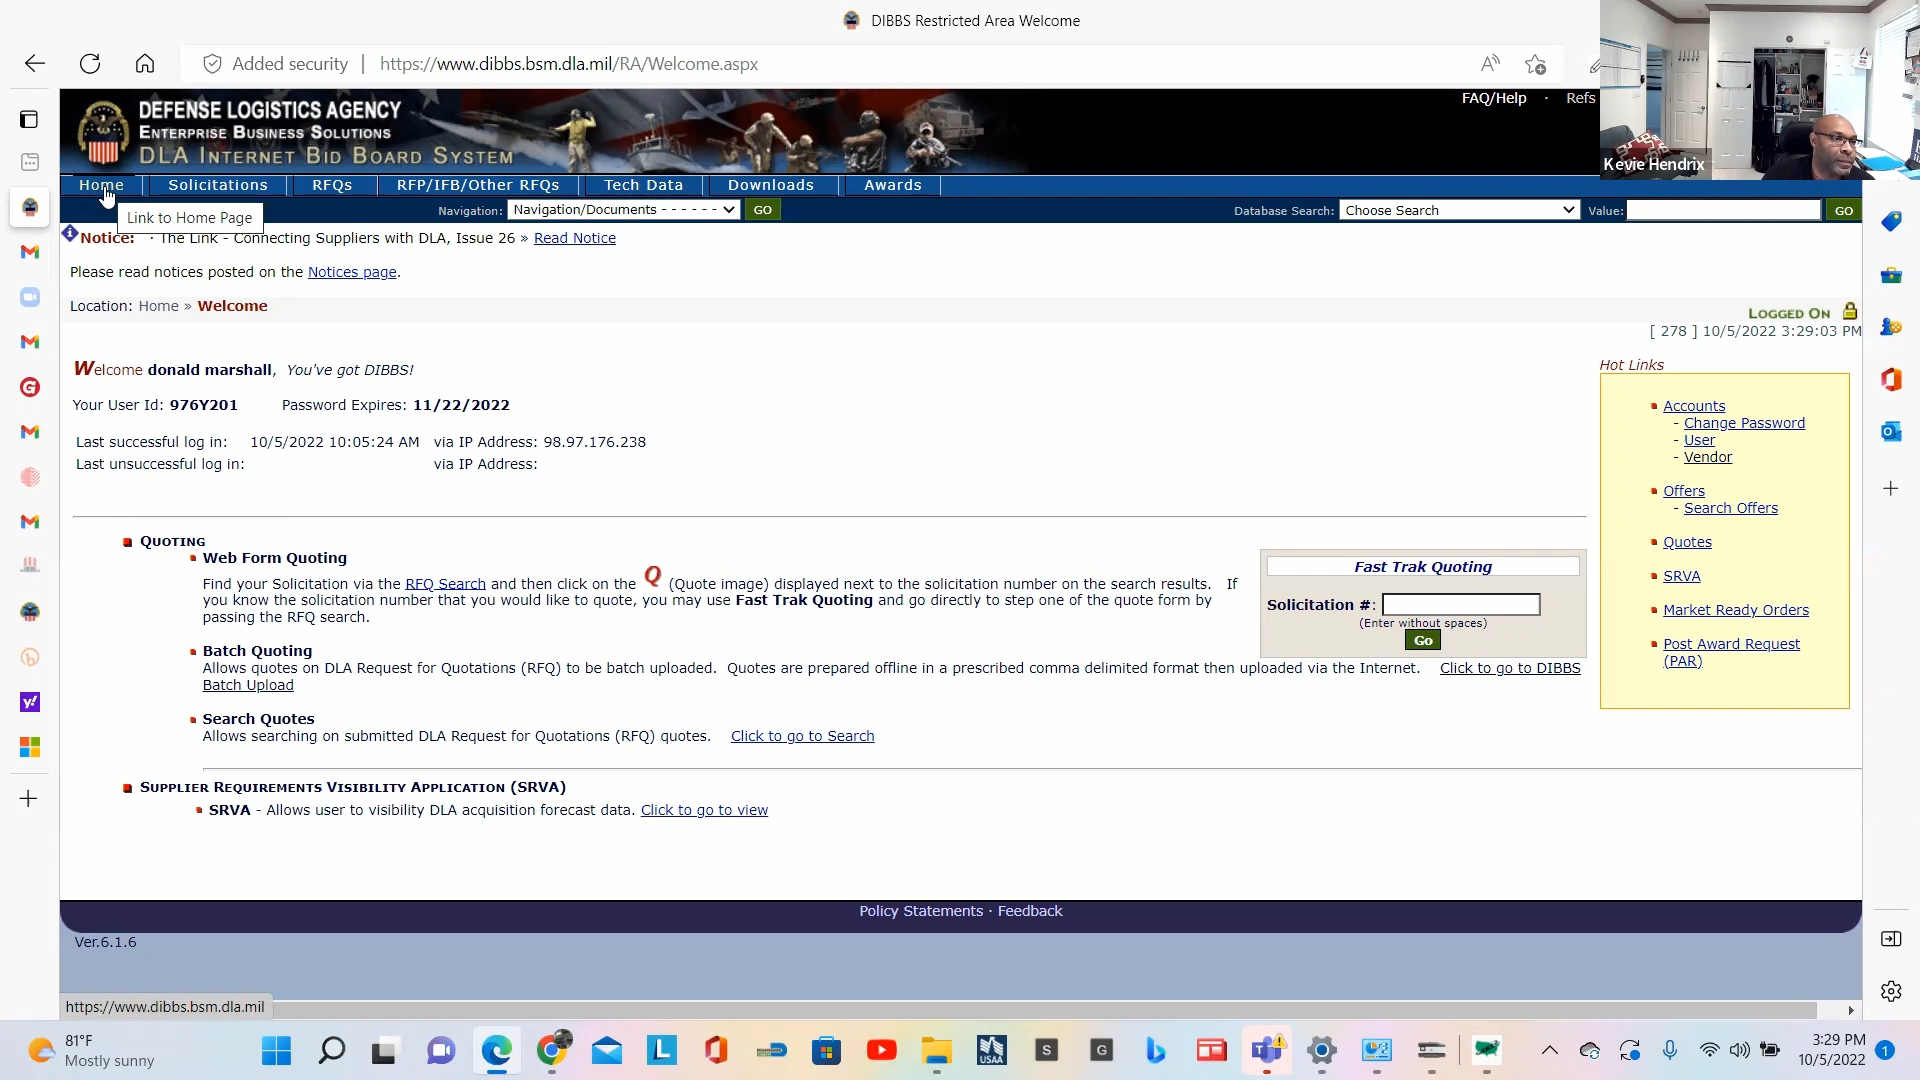 DIBBS Restricted Area Welcome
Added security
https://www.dibbs.bsm.dla.mil/RA/Welcome.aspx
DEFENSE LOGISTICS AGENCY
ENTERPRISE BUSINESS SOLUTIONS
DLA INTERNET BID BOARD SYSTEM
FAQ/Help · Refs
Kevie Hendrix
Home Solicitations RFQs RFP/IFB/Other RFQs Tech Data Downloads Awards
Navigation: Navigation/Documents - - - - - - GO Database Search: Choose Search Value: GO
Link to Home Page
Notice: · The Link - Connecting Suppliers with DLA, Issue 26 » Read Notice
Please read notices posted on the Notices page.
Location: Home » Welcome
LOGGED ON
[ 278 ] 10/5/2022 3:29:03 PM
Welcome donald marshall, You've got DIBBS!
Your User Id: 976Y201 Password Expires: 11/22/2022
Last successful log in: 10/5/2022 10:05:24 AM via IP Address: 98.97.176.238
Last unsuccessful log in: via IP Address:
Hot Links
Accounts
- Change Password
- User
- Vendor
Offers
- Search Offers
Quotes
SRVA
Market Ready Orders
Post Award Request
(PAR)
QUOTING
Web Form Quoting
Find your Solicitation via the RFQ Search and then click on the Q (Quote image) displayed next to the solicitation number on the search results. If
you know the solicitation number that you would like to quote, you may use Fast Trak Quoting and go directly to step one of the quote form by
passing the RFQ search.
Fast Trak Quoting
Solicitation #:
(Enter without spaces)
Go
Batch Quoting
Allows quotes on DLA Request for Quotations (RFQ) to be batch uploaded. Quotes are prepared offline in a prescribed comma delimited format then uploaded via the Internet. Click to go to DIBBS
Batch Upload
Search Quotes
Allows searching on submitted DLA Request for Quotations (RFQ) quotes. Click to go to Search
SUPPLIER REQUIREMENTS VISIBILITY APPLICATION (SRVA)
SRVA - Allows user to visibility DLA acquisition forecast data. Click to go to view
Policy Statements · Feedback
Ver.6.1.6
https://www.dibbs.bsm.dla.mil
81°F
Mostly sunny
L
USAA
S
G
3:29 PM
10/5/2022
1